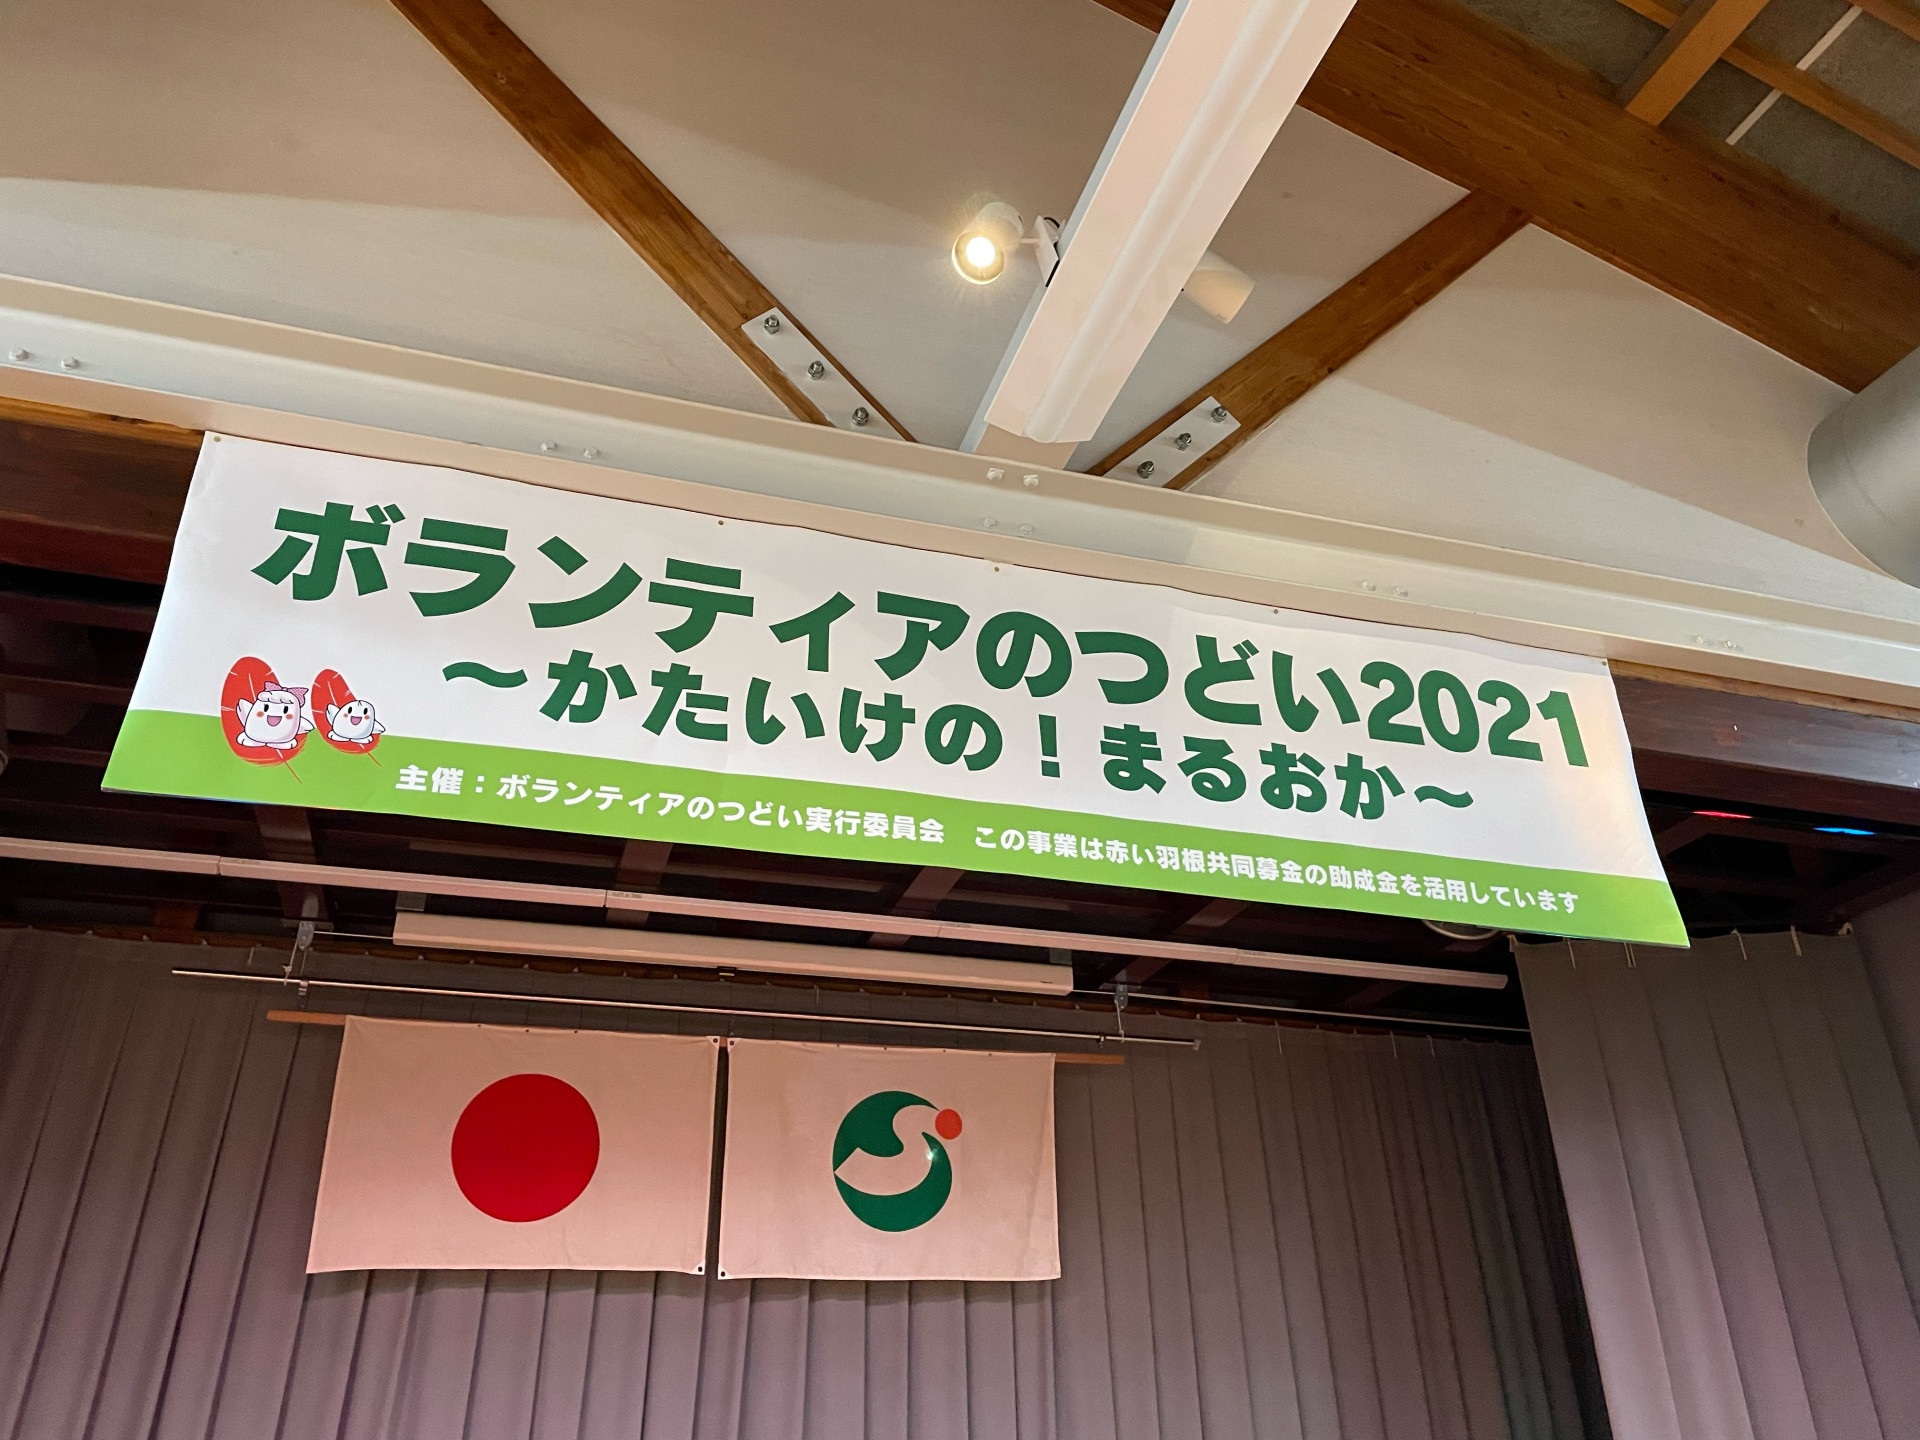 ボランティアのつどい2021
～かたいけの！まるおか～
主催：ボランティアのつどい実行委員会　この事業は赤い羽根共同募金の助成金を活用しています